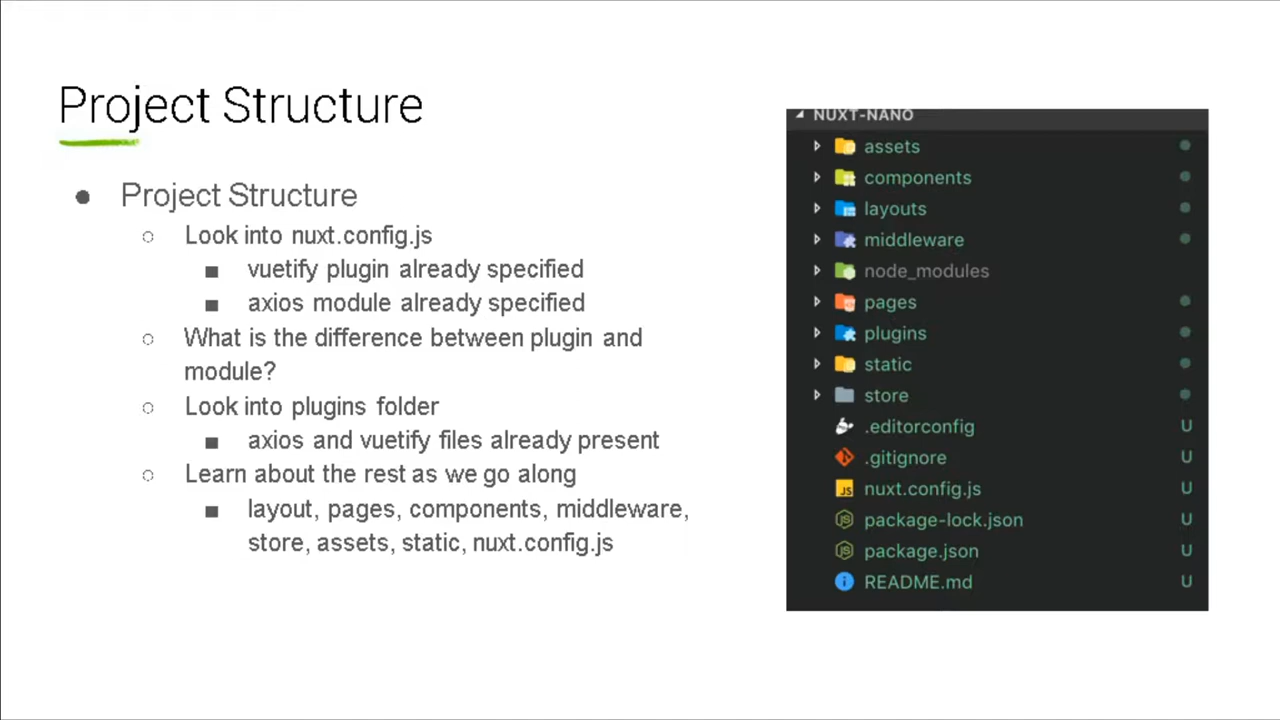 Project Structure
● Project Structure
○ Look into nuxt.config.js
■ vuetify plugin already specified
■ axios module already specified
○ What is the difference between plugin and
module?
○ Look into plugins folder
■ axios and vuetify files already present
○ Learn about the rest as we go along
■ layout, pages, components, middleware,
store, assets, static, nuxt.config.js
NUXT-NANO
assets
components
layouts
middleware
node_modules
pages
plugins
static
store
.editorconfig U
.gitignore U
nuxt.config.js U
package-lock.json U
package.json U
README.md U